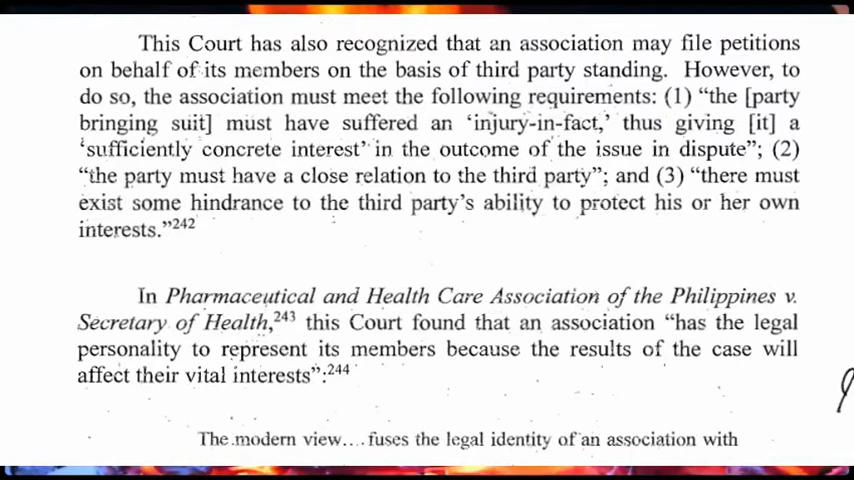 This Court has also recognized that an association may file petitions
on behalf of its members on the basis of third party standing. However, to
do so, the association must meet the following requirements: (1) “the [party
bringing suit] must have suffered an ‘injury-in-fact,’ thus giving [it] a
‘sufficiently concrete interest’ in the outcome of the issue in dispute”; (2)
“the party must have a close relation to the third party”; and (3) “there must
exist some hindrance to the third party’s ability to protect his or her own
interests.”242
In Pharmaceutical and Health Care Association of the Philippines v.
Secretary of Health,243 this Court found that an association “has the legal
personality to represent its members because the results of the case will
affect their vital interests”:244
The modern view.... fuses the legal identity of an association with